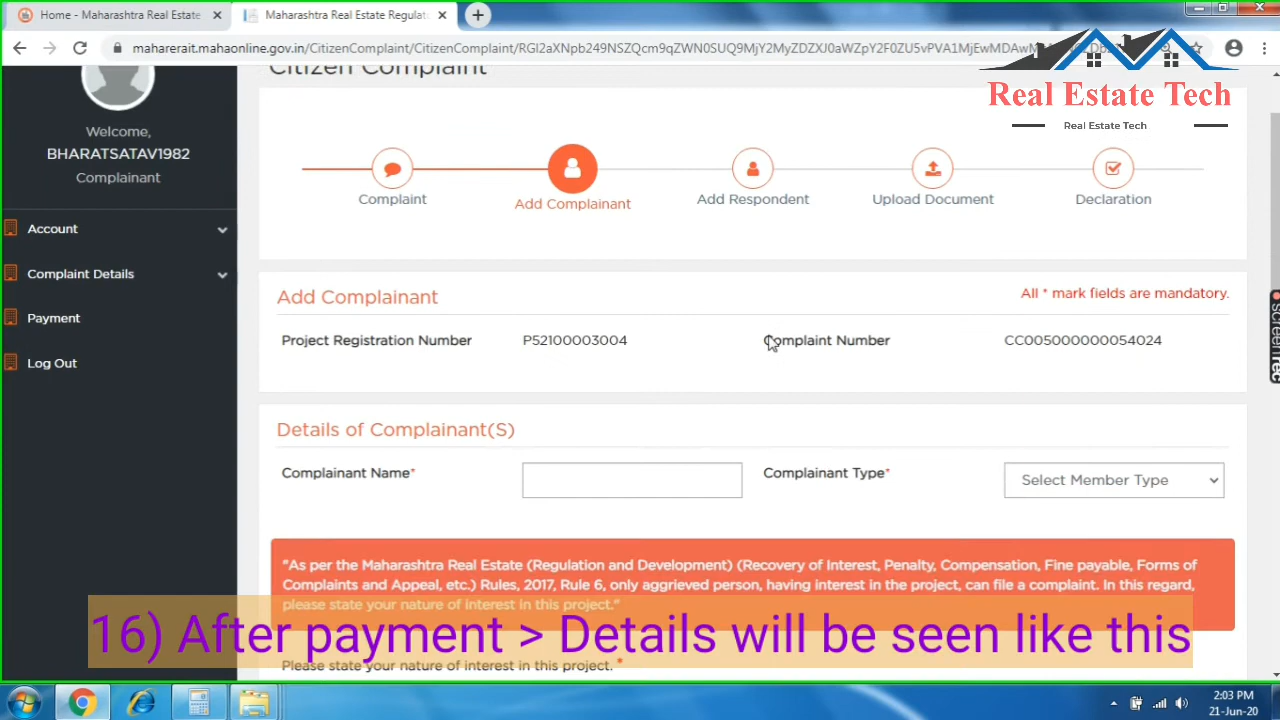 Home - Maharashtra Real Estate
Maharashtra Real Estate Regulat
maharerait.mahaonline.gov.in/CitizenComplaint/CitizenComplaint/
Citizen Complaint
Real Estate Tech
Real Estate Tech
Welcome,
BHARATSATAV1982
Complainant
Account
Complaint Details
Payment
Log Out
Complaint
Add Complainant
Add Respondent
Upload Document
Declaration
Add Complainant
All * mark fields are mandatory.
Project Registration Number P52100003004 Complaint Number CC005000000054024
Details of Complainant(S)
Complainant Name* Complainant Type* Select Member Type
"As per the Maharashtra Real Estate (Regulation and Development) (Recovery of Interest, Penalty, Compensation, Fine payable, Forms of
Complaints and Appeal, etc.) Rules, 2017, Rule 6, only aggrieved person, having interest in the project, can file a complaint. In this regard,
please state your nature of interest in this project."
16) After payment > Details will be seen like this
Please state your nature of interest in this project. *
screenrec
2:03 PM
21-Jun-20